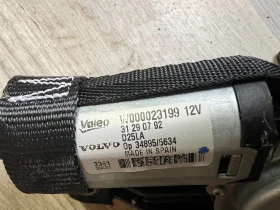 Valeo W000023199 12V
31 29 07 92
D25LA
VOLVO Op 34895/5634
MADE IN SPAIN